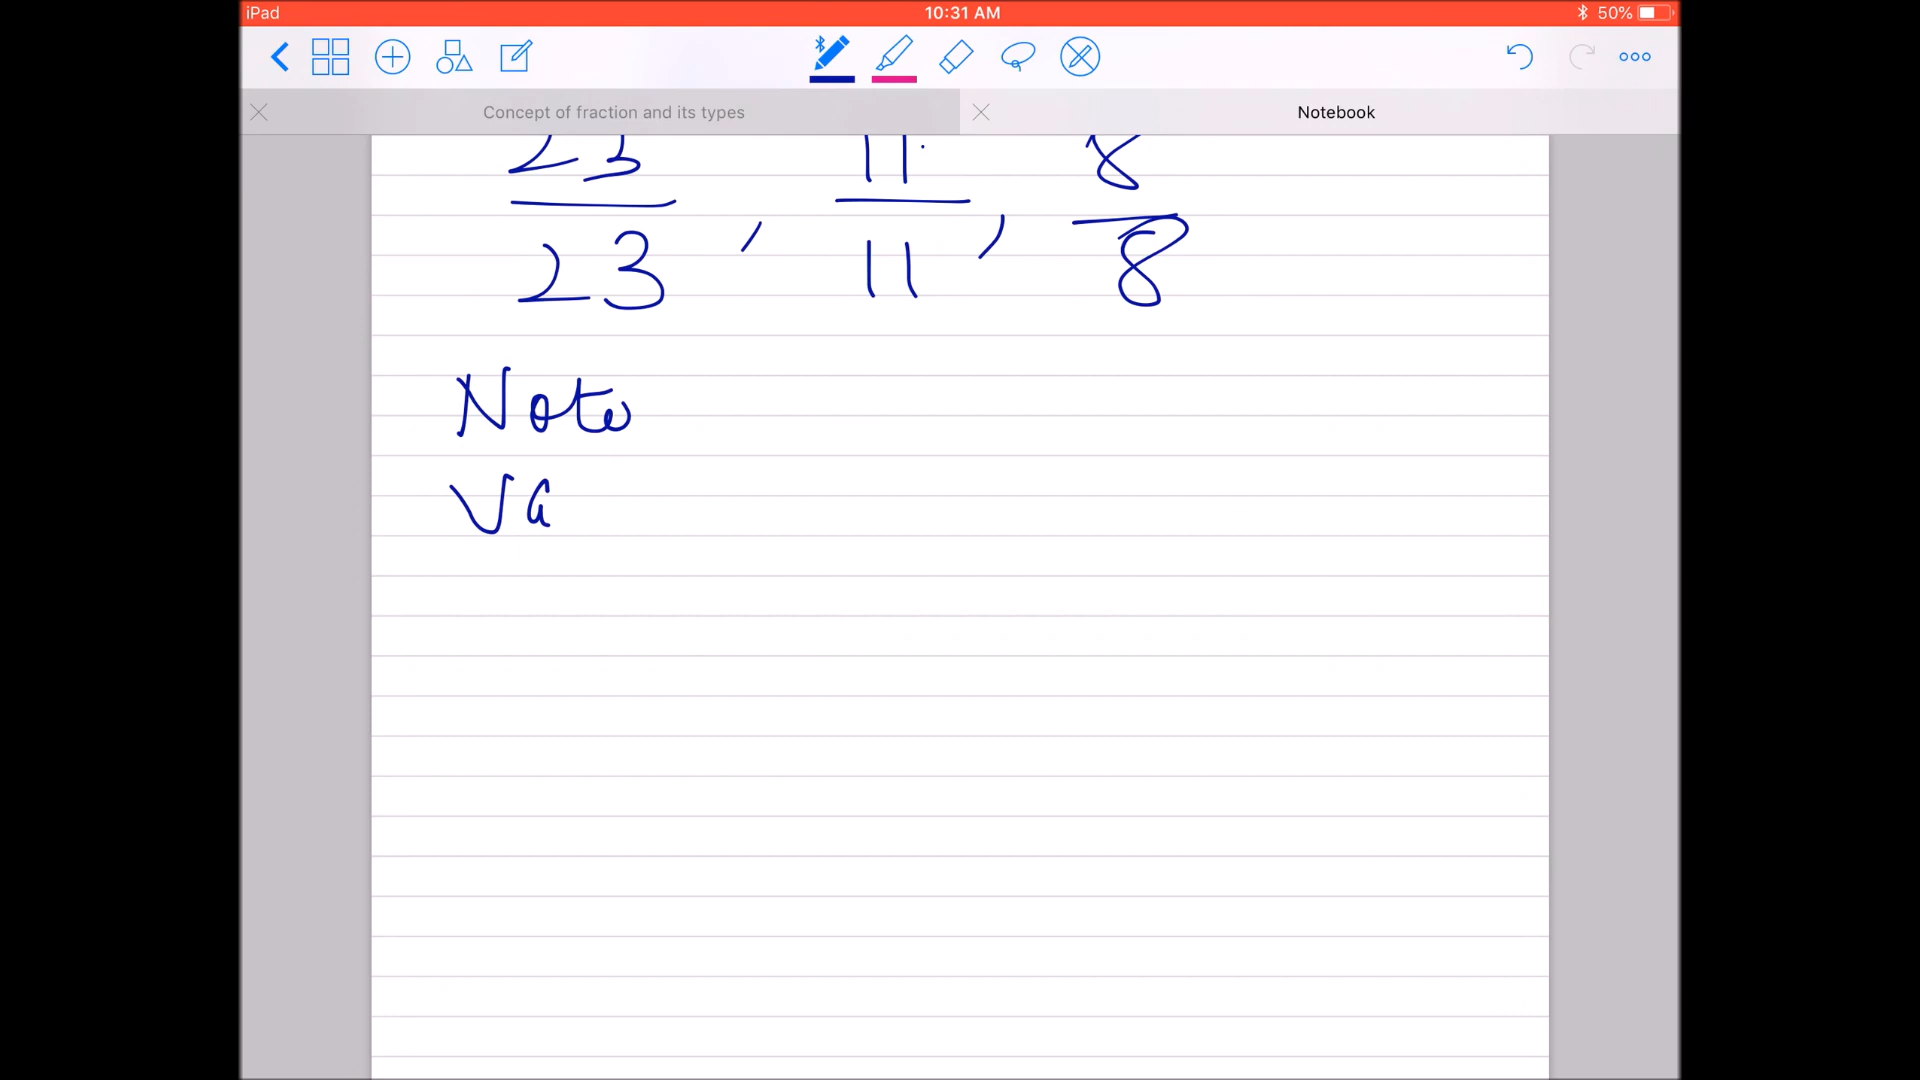 iPad 10:31 AM 50%
Concept of fraction and its types Notebook
23 11 8
23 , 11 , 8
Note
Va